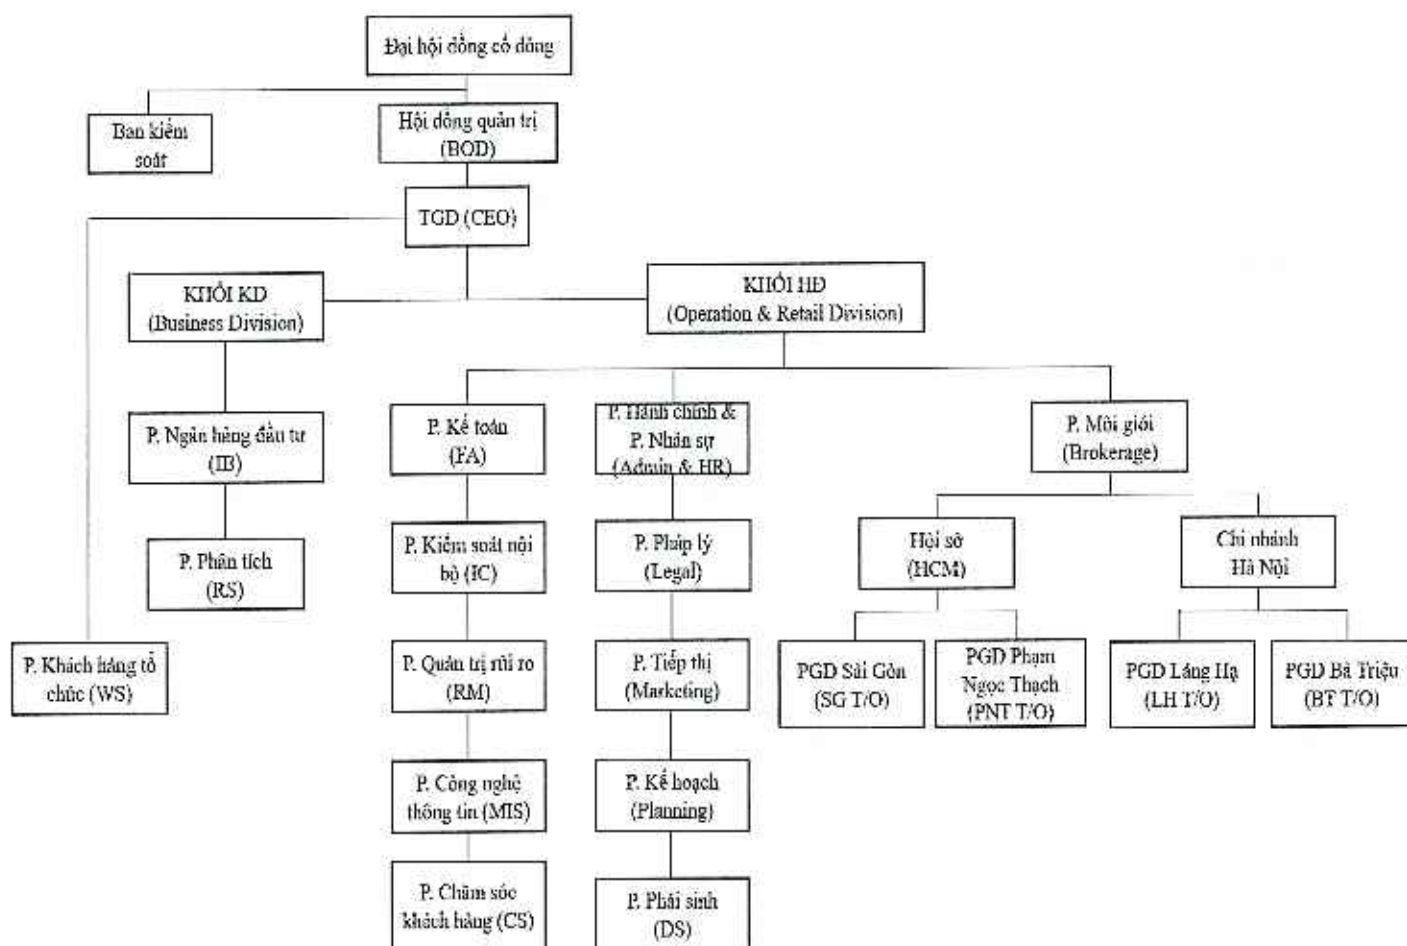 Đại hội đồng cổ đông
Ban kiểm
soát
Hội đồng quản trị
(BOD)
TGD (CEO)
KHỐI KD
(Business Division)
KHỐI HĐ
(Operation & Retail Division)
P. Ngân hàng đầu tư
(IB)
P. Kế toán
(FA)
P. Hành chính &
P. Nhân sự
(Admin & HR)
P. Môi giới
(Brokerage)
P. Phân tích
(RS)
P. Kiểm soát nội
bộ (IC)
P. Pháp lý
(Legal)
Hội sở
(HCM)
Chi nhánh
Hà Nội
P. Khách hàng tổ
chức (WS)
P. Quản trị rủi ro
(RM)
P. Tiếp thị
(Marketing)
PGD Sài Gòn
(SG T/O)
PGD Phạm
Ngọc Thạch
(PNT T/O)
PGD Láng Hạ
(LH T/O)
PGD Bà Triệu
(BT T/O)
P. Công nghệ
thông tin (MIS)
P. Kế hoạch
(Planning)
P. Chăm sóc
khách hàng (CS)
P. Phái sinh
(DS)